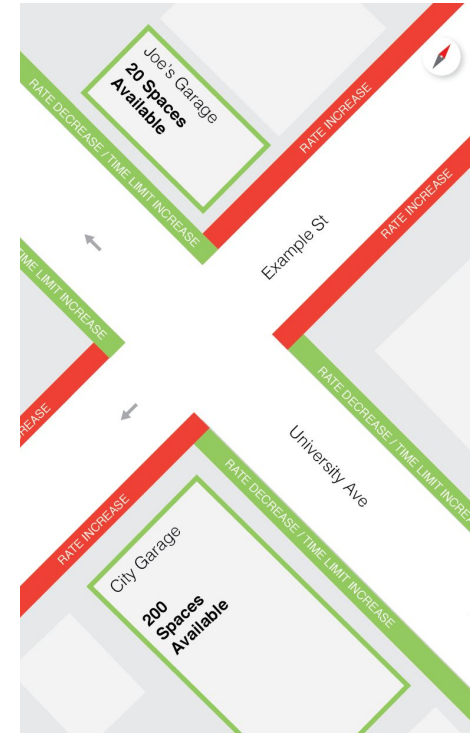 Joe's Garage
20 Spaces
Available
RATE DECREASE / TIME LIMIT INCREASE
RATE INCREASE
RATE INCREASE
Example St
TIME LIMIT INCREASE
RATE DECREASE / TIME LIMIT INCREASE
University Ave
RATE INCREASE
RATE DECREASE / TIME LIMIT INCREASE
City Garage
200
Spaces
Available